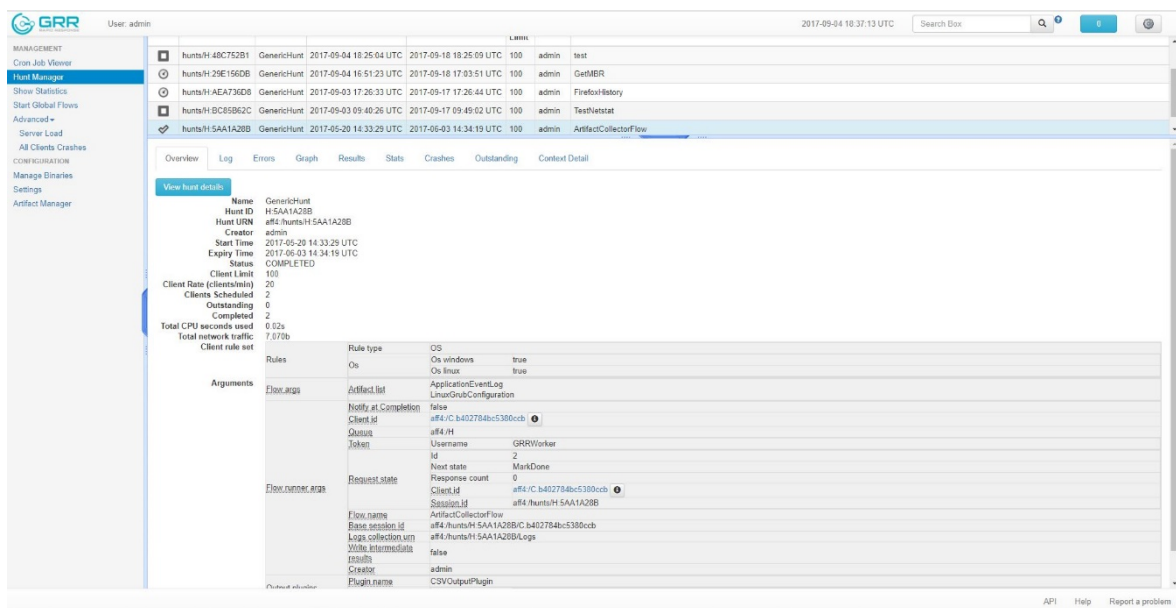 GRR
User: admin
2017-09-04 18:37:13 UTC
Search Box
0
MANAGEMENT
Cron Job Viewer
Hunt Manager
Show Statistics
Start Global Flows
Advanced
Server Load
All Clients Crashes
CONFIGURATION
Manage Binaries
Settings
Artifact Manager
Limit
hunts/H:48C752B1 GenericHunt 2017-09-04 18:25:04 UTC 2017-09-18 18:25:09 UTC 100 admin test
hunts/H:29E156DB GenericHunt 2017-09-04 16:51:23 UTC 2017-09-18 17:03:51 UTC 100 admin GetMBR
hunts/H:AEA736D8 GenericHunt 2017-09-03 17:26:33 UTC 2017-09-17 17:26:44 UTC 100 admin FirefoxHistory
hunts/H:BC85B62C GenericHunt 2017-09-03 09:40:26 UTC 2017-09-17 09:49:02 UTC 100 admin TestNetstat
hunts/H:5AA1A28B GenericHunt 2017-05-20 14:33:29 UTC 2017-06-03 14:34:19 UTC 100 admin ArtifactCollectorFlow
Overview Log Errors Graph Results Stats Crashes Outstanding Context Detail
View hunt details
Name GenericHunt
Hunt ID H:5AA1A28B
Hunt URN aff4:/hunts/H:5AA1A28B
Creator admin
Start Time 2017-05-20 14:33:29 UTC
Expiry Time 2017-06-03 14:34:19 UTC
Status COMPLETED
Client Limit 100
Client Rate (clients/min) 20
Clients Scheduled 2
Outstanding 0
Completed 2
Total CPU seconds used 0.02s
Total network traffic 7,070b
Client rule set
Rules
Rule type OS
Os
Os windows true
Os linux true
Arguments
Flow args
Artifact list
ApplicationEventLog
LinuxGrubConfiguration
Flow runner args
Notify at Completion false
Client id aff4:/C.b402784bc5380ccb
Queue aff4:/H
Token Username GRRWorker
Request state
Id 2
Next state MarkDone
Response count 0
Client id aff4:/C.b402784bc5380ccb
Session id aff4:/hunts/H:5AA1A28B
Flow name ArtifactCollectorFlow
Base session id aff4:/hunts/H:5AA1A28B/C.b402784bc5380ccb
Logs collection urn aff4:/hunts/H:5AA1A28B/Logs
Write intermediate results false
Creator admin
Output plugins
Plugin name CSVOutputPlugin
API Help Report a problem